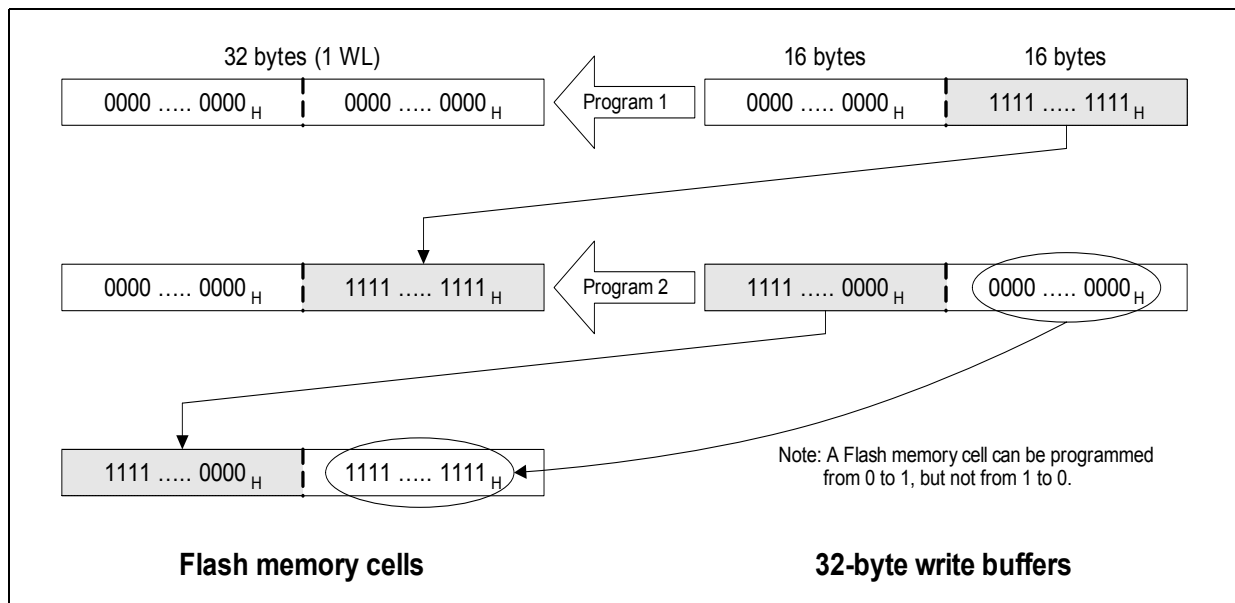 32 bytes (1 WL) 16 bytes 16 bytes
0000 ..... 0000 H 0000 ..... 0000 H Program 1 0000 ..... 0000 H 1111 ..... 1111 H
0000 ..... 0000 H 1111 ..... 1111 H Program 2 1111 ..... 0000 H 0000 ..... 0000 H
1111 ..... 0000 H 1111 ..... 1111 H
Note: A Flash memory cell can be programmed
from 0 to 1, but not from 1 to 0.
Flash memory cells 32-byte write buffers